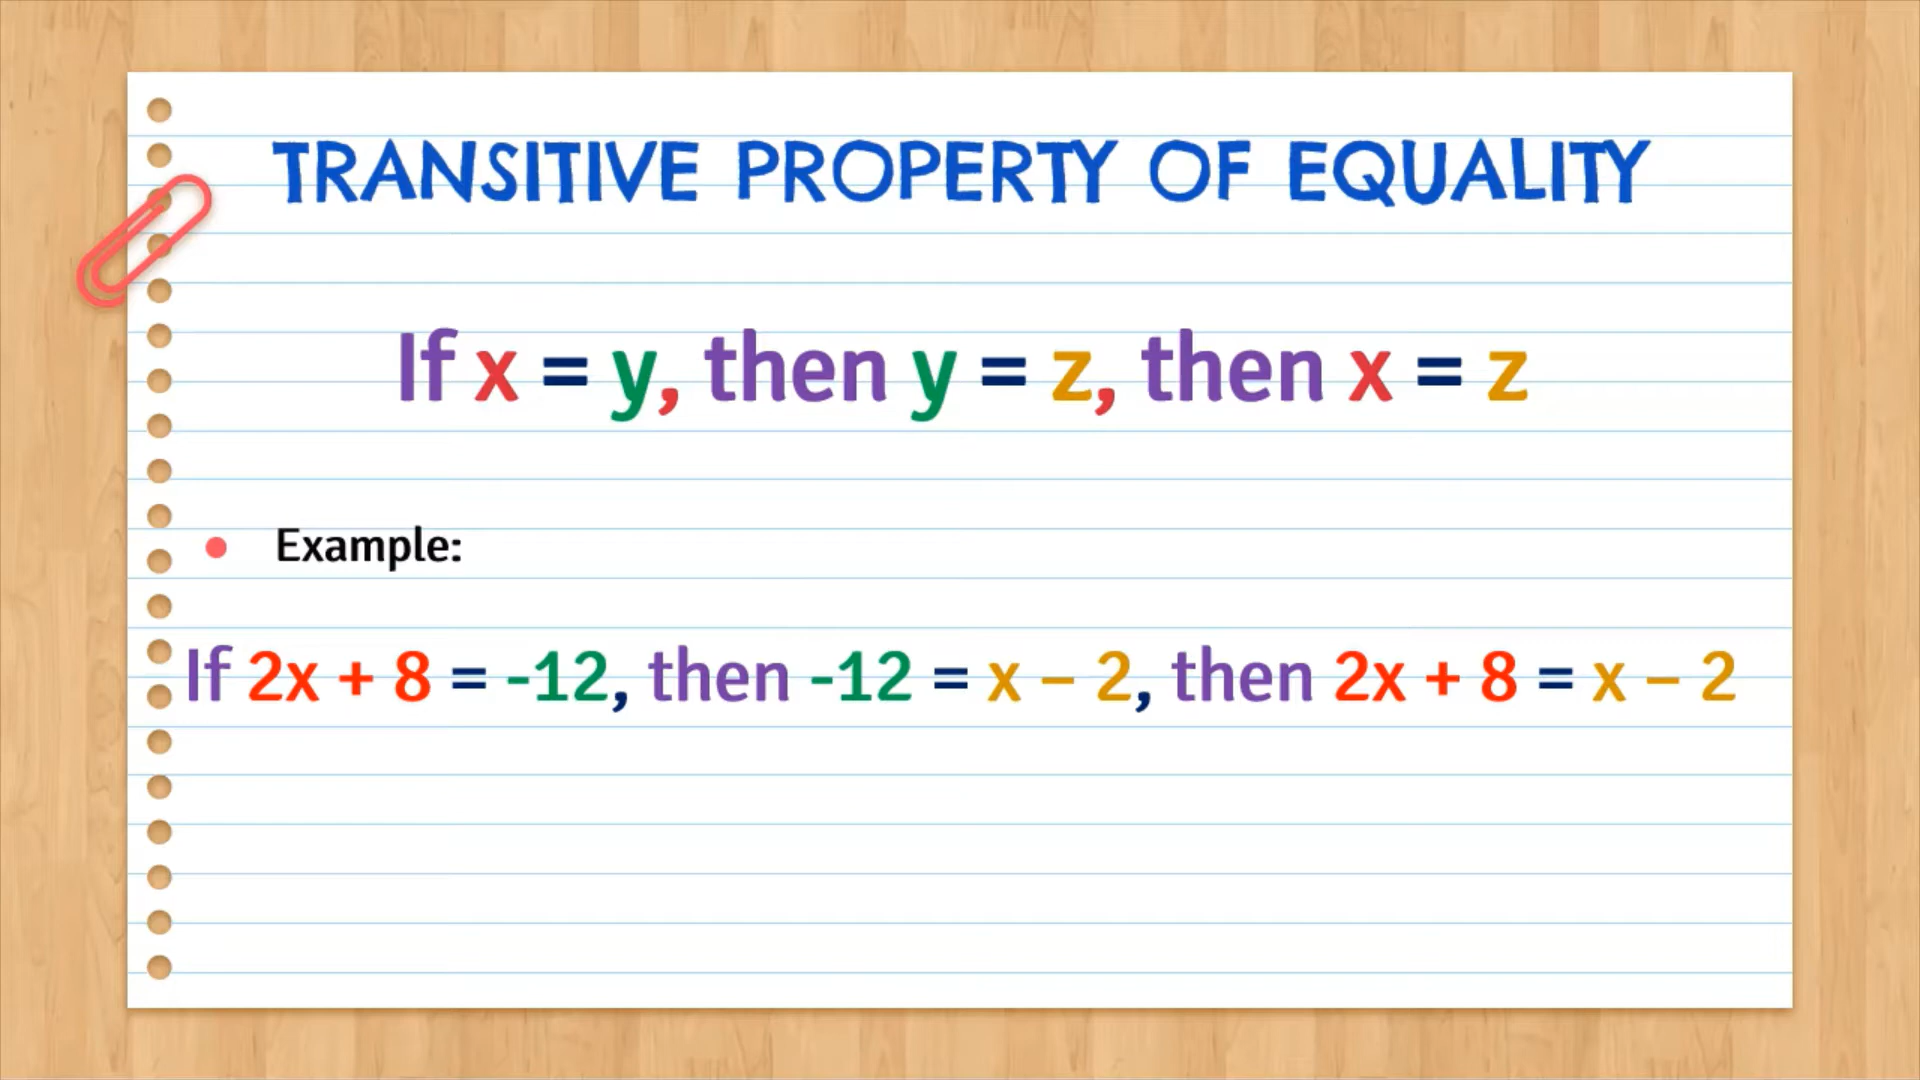 TRANSITIVE PROPERTY OF EQUALITY
If x = y, then y = z, then x = z
Example:
If 2x + 8 = -12, then -12 = x – 2, then 2x + 8 = x – 2